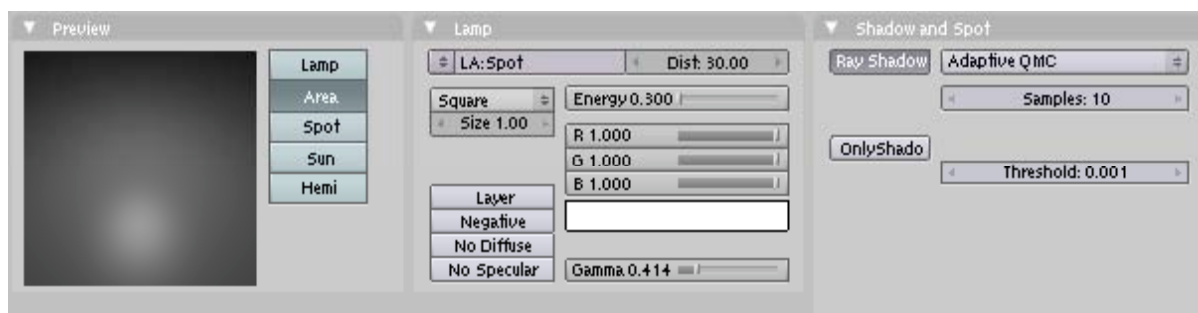 Preview
Lamp
Area
Spot
Sun
Hemi
Lamp
LA:Spot
Dist: 30.00
Square
Size 1.00
Energy 0.300
R 1.000
G 1.000
B 1.000
Layer
Negative
No Diffuse
No Specular
Gamma 0.414
Shadow and Spot
Ray Shadow
Adaptive QMC
Samples: 10
OnlyShado
Threshold: 0.001